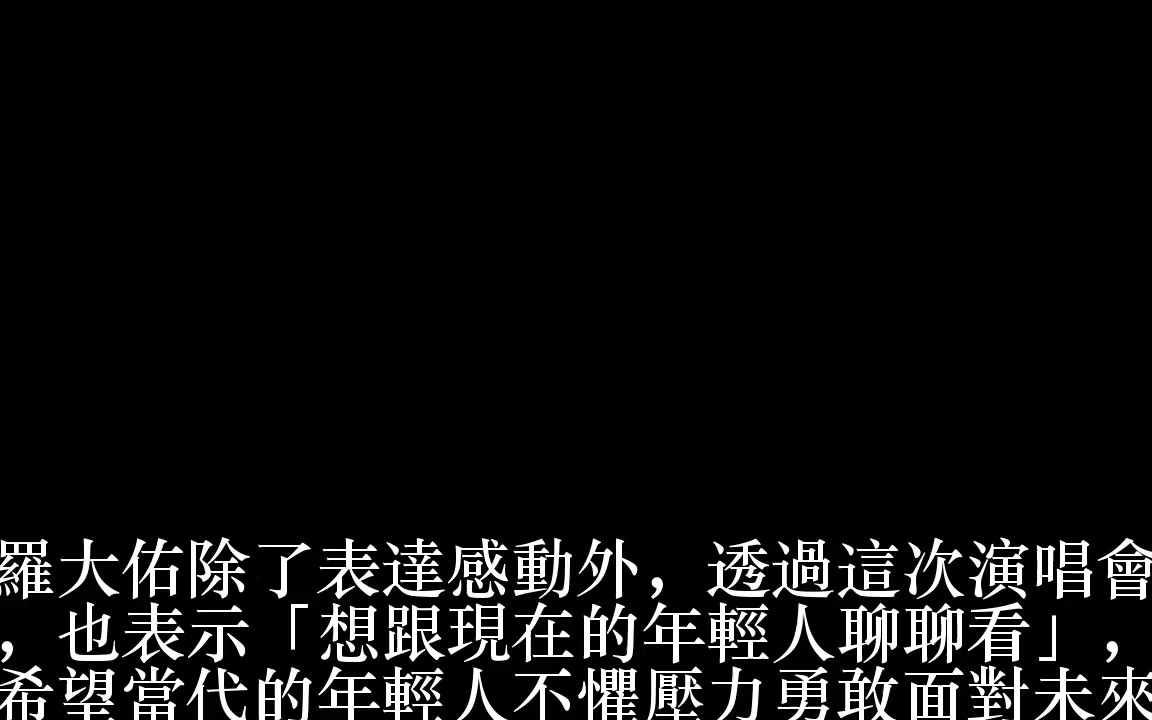 羅大佑除了表達感動外，透過這次演唱會
，也表示「想跟現在的年輕人聊聊看」，
希望當代的年輕人不懼壓力勇敢面對未來